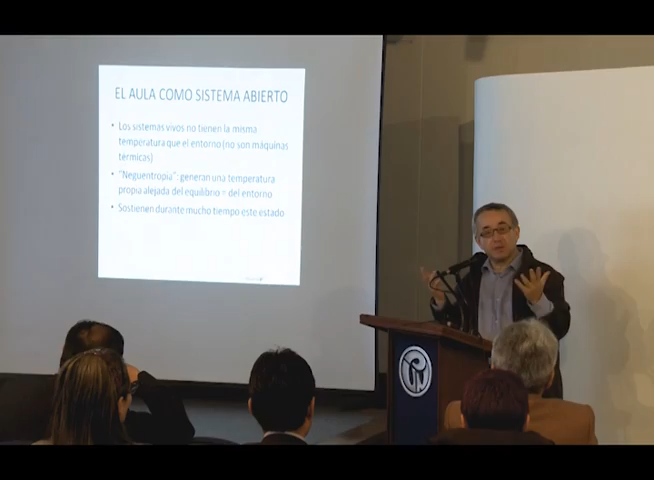 EL AULA COMO SISTEMA ABIERTO
• Los sistemas vivos no tienen la misma
temperatura que el entorno (no son máquinas
térmicas)
• "Neguentropía": generan una temperatura
propia alejada del equilibrio = del entorno
• Sostienen durante mucho tiempo este estado